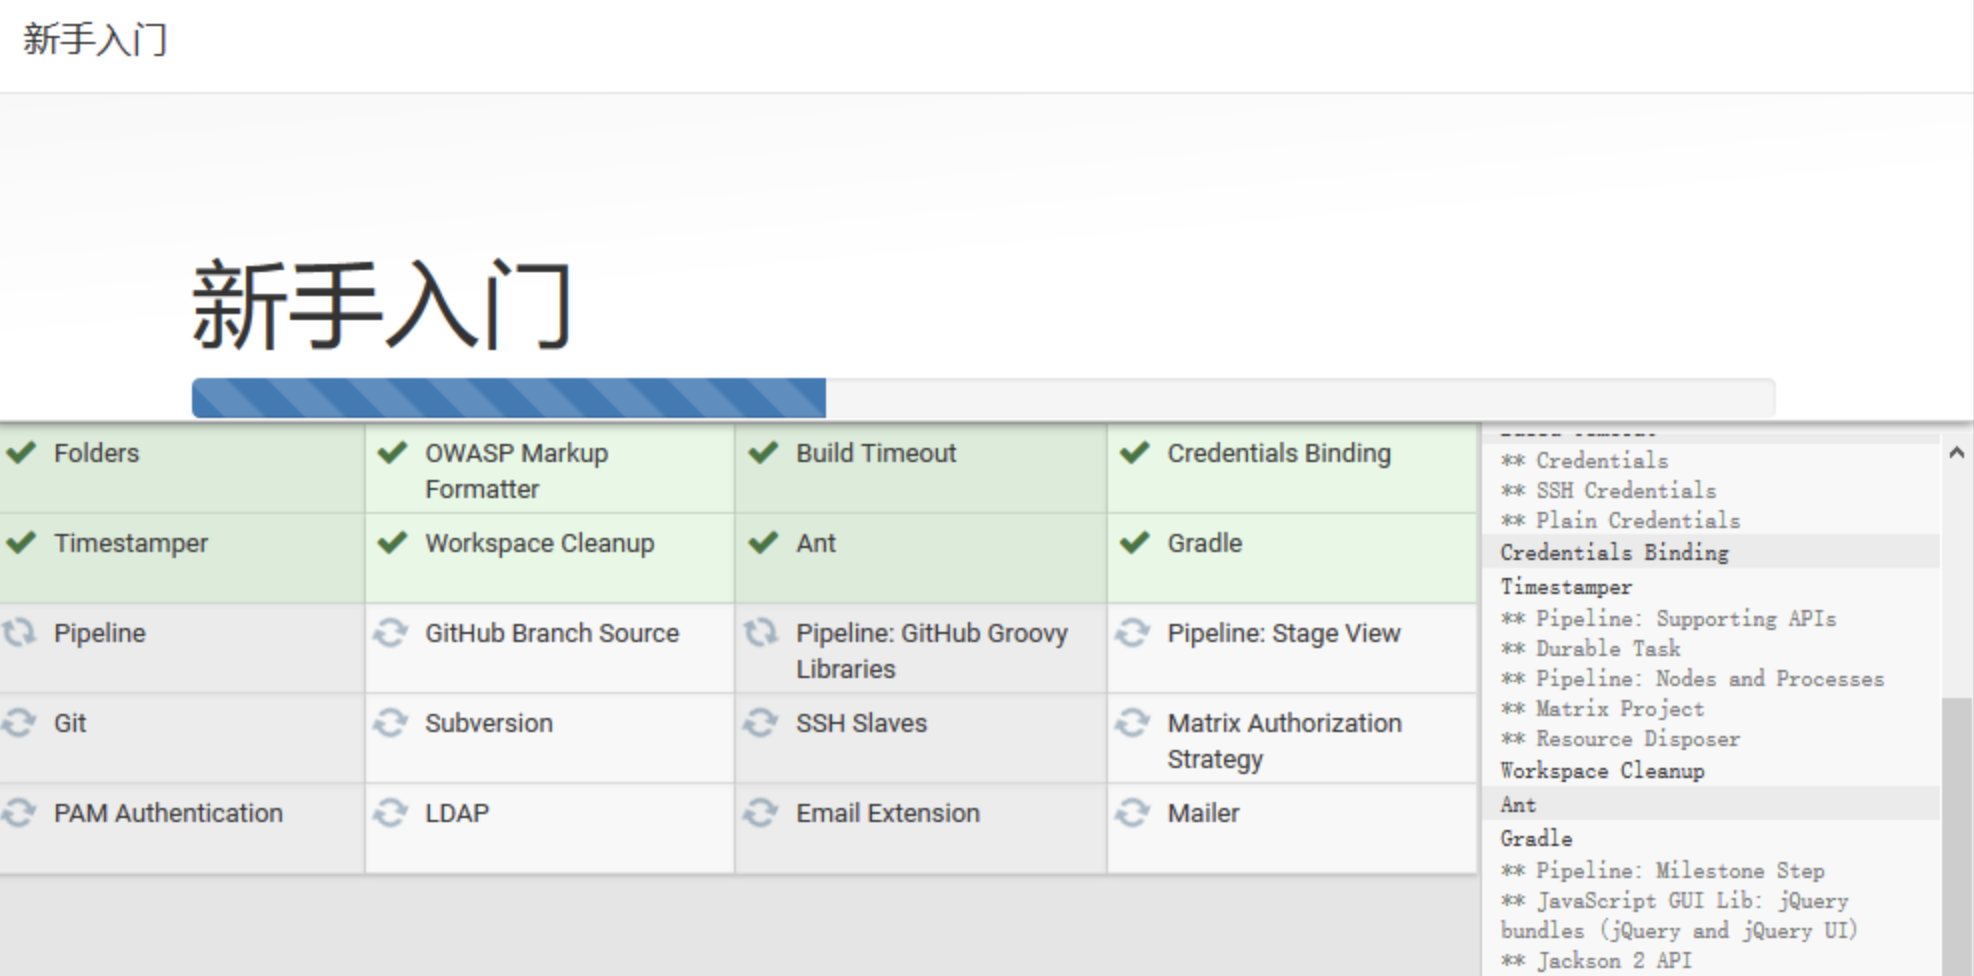 新手入门
新手入门
Folders
OWASP Markup
Formatter
Build Timeout
Credentials Binding
Timestamper
Workspace Cleanup
Ant
Gradle
Pipeline
GitHub Branch Source
Pipeline: GitHub Groovy
Libraries
Pipeline: Stage View
Git
Subversion
SSH Slaves
Matrix Authorization
Strategy
PAM Authentication
LDAP
Email Extension
Mailer
** Credentials
** SSH Credentials
** Plain Credentials
Credentials Binding
Timestamper
** Pipeline: Supporting APIs
** Durable Task
** Pipeline: Nodes and Processes
** Matrix Project
** Resource Disposer
Workspace Cleanup
Ant
Gradle
** Pipeline: Milestone Step
** JavaScript GUI Lib: jQuery
bundles (jQuery and jQuery UI)
** Jackson 2 API